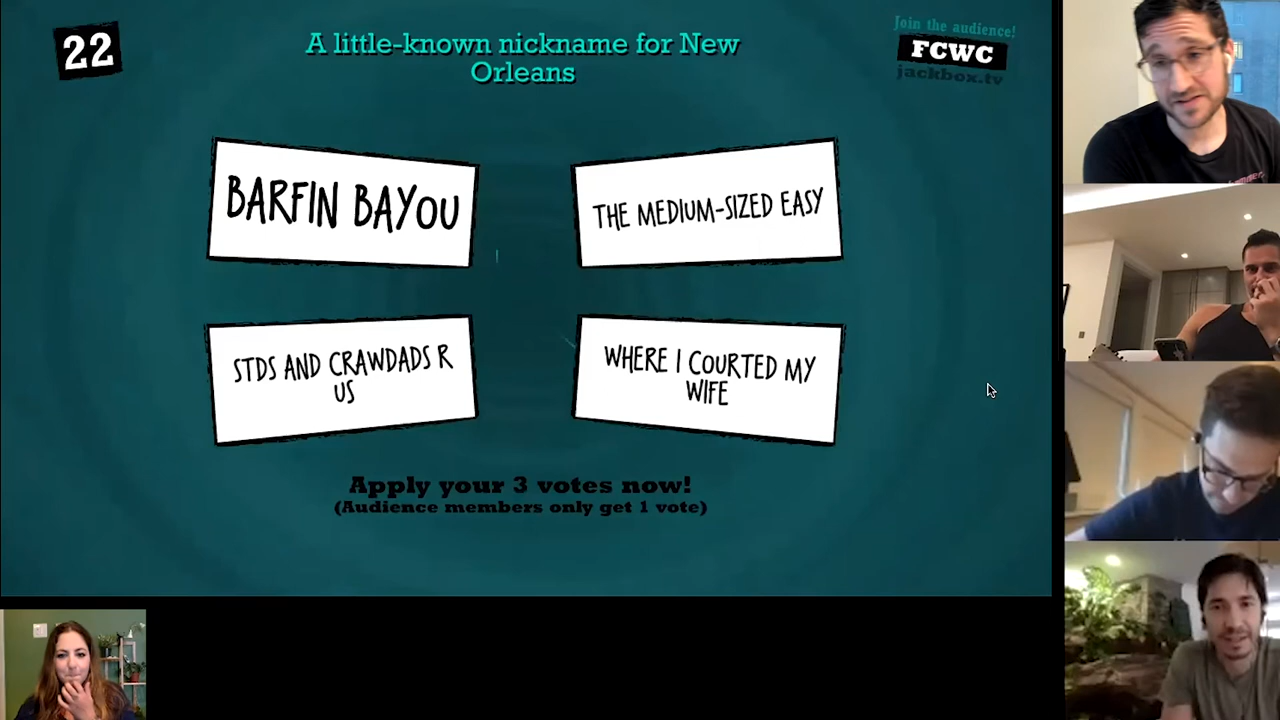 22
A little-known nickname for New
Orleans
Join the audience!
FCWC
jackbox.tv
BARFIN BAYOU
THE MEDIUM-SIZED EASY
STDS AND CRAWDADS R
US
WHERE I COURTED MY
WIFE
Apply your 3 votes now!
(Audience members only get 1 vote)